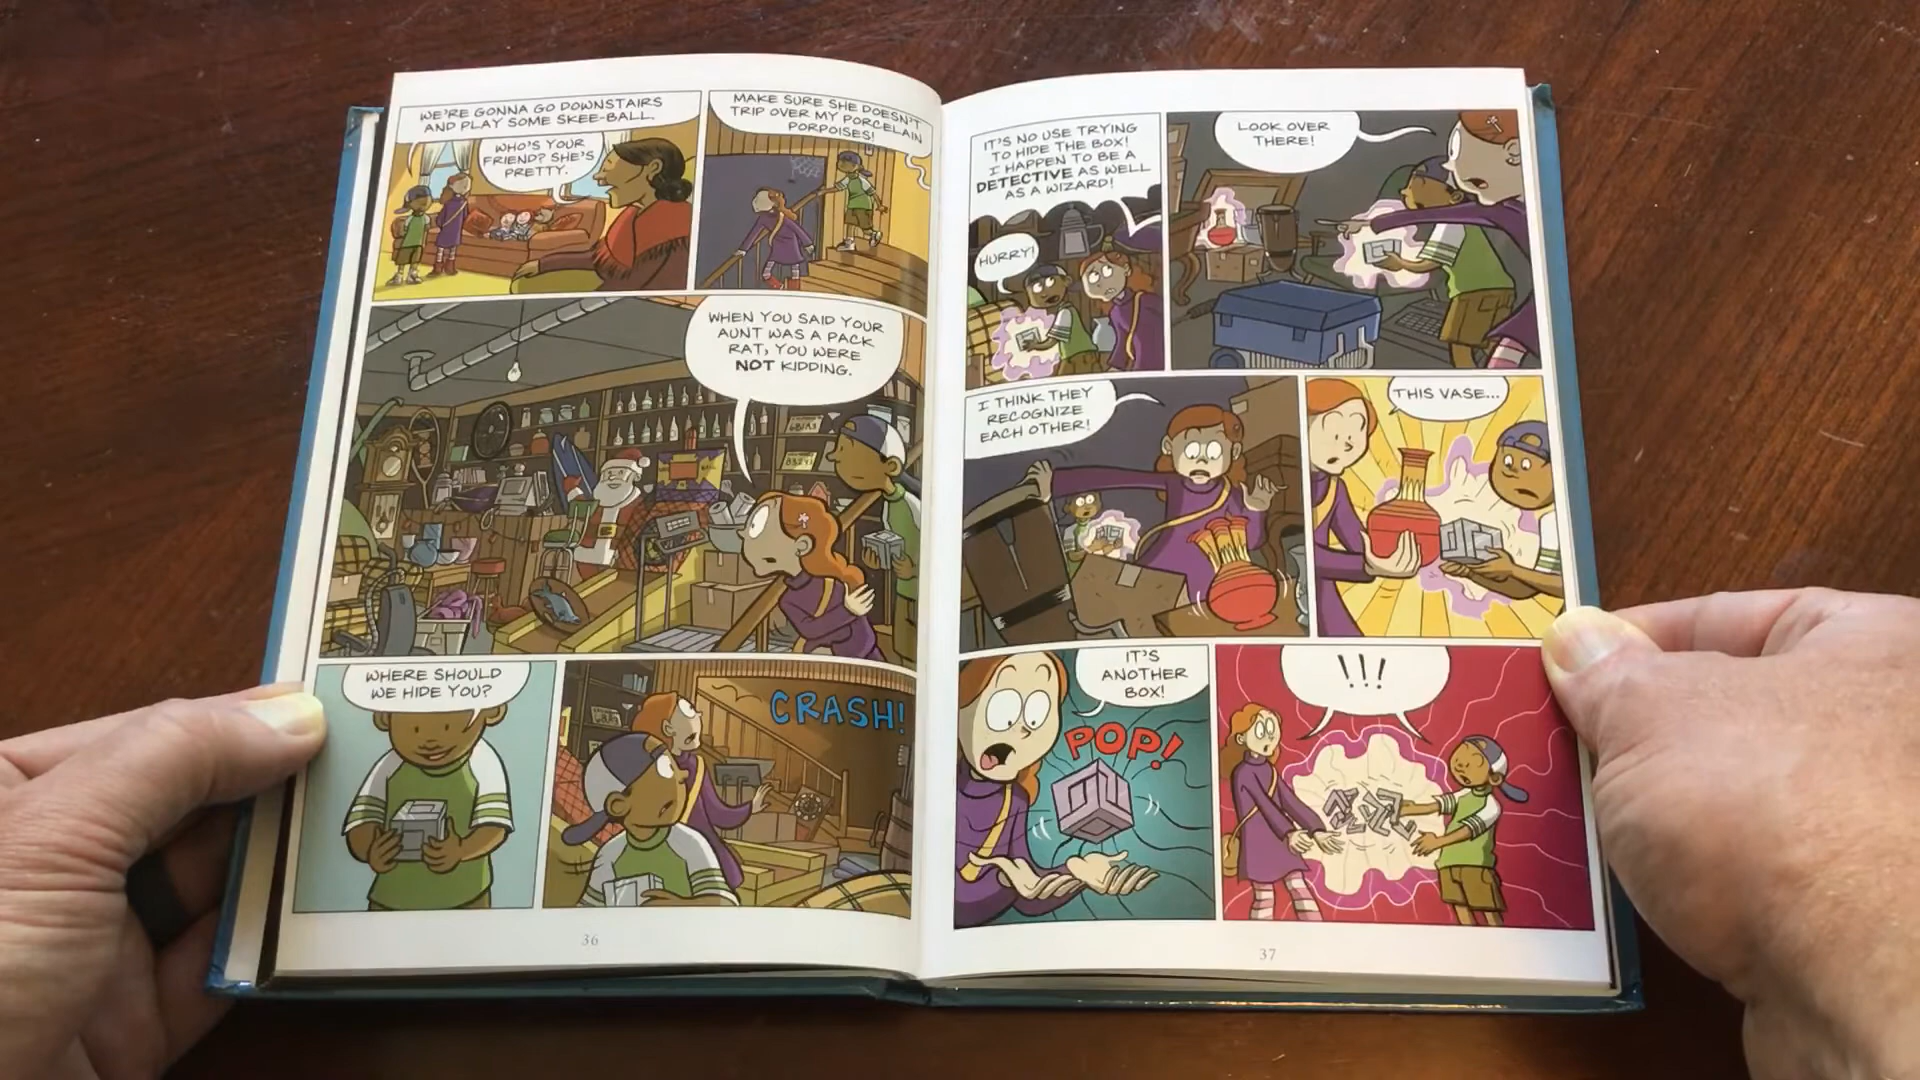 WE'RE GONNA GO DOWNSTAIRS
AND PLAY SOME SKEE-BALL.
WHO'S YOUR
FRIEND? SHE'S
PRETTY.
MAKE SURE SHE DOESN'T
TRIP OVER MY PORCELAIN
PORPOISES!
WHEN YOU SAID YOUR
AUNT WAS A PACK
RAT, YOU WERE
NOT KIDDING.
WHERE SHOULD
WE HIDE YOU?
CRASH!
36
IT'S NO USE TRYING
TO HIDE THE BOX!
I HAPPEN TO BE A
DETECTIVE AS WELL
AS A WIZARD!
HURRY!
LOOK OVER
THERE!
I THINK THEY
RECOGNIZE
EACH OTHER!
THIS VASE...
IT'S
ANOTHER
BOX!
POP!
!!!
37